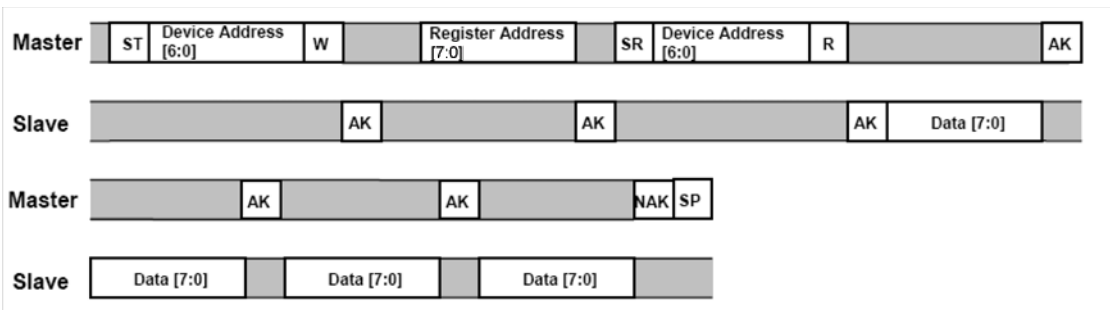 Master ST Device Address [6:0] W Register Address [7:0] SR Device Address [6:0] R AK
Slave AK AK AK Data [7:0]
Master AK AK NAK SP
Slave Data [7:0] Data [7:0] Data [7:0]